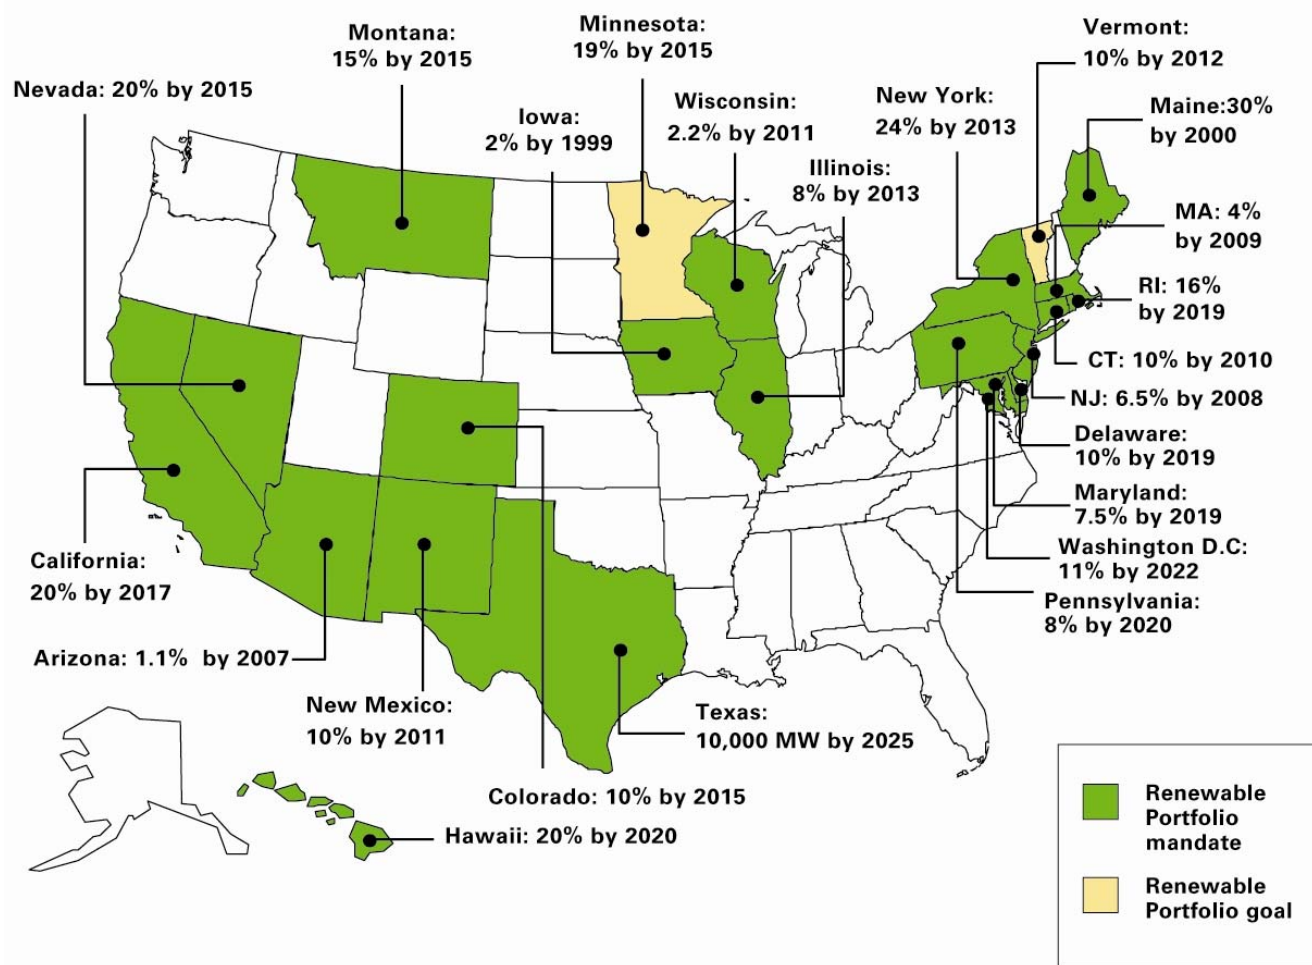 Montana:
15% by 2015
Minnesota:
19% by 2015
Vermont:
10% by 2012
Nevada: 20% by 2015
Iowa:
2% by 1999
Wisconsin:
2.2% by 2011
New York:
24% by 2013
Maine:30%
by 2000
Illinois:
8% by 2013
MA: 4%
by 2009
RI: 16%
by 2019
CT: 10% by 2010
NJ: 6.5% by 2008
Delaware:
10% by 2019
Maryland:
7.5% by 2019
Washington D.C:
11% by 2022
Pennsylvania:
8% by 2020
California:
20% by 2017
Arizona: 1.1%  by 2007
New Mexico:
10% by 2011
Texas:
10,000 MW by 2025
Colorado: 10% by 2015
Hawaii: 20% by 2020
Renewable
Portfolio
mandate
Renewable
Portfolio goal